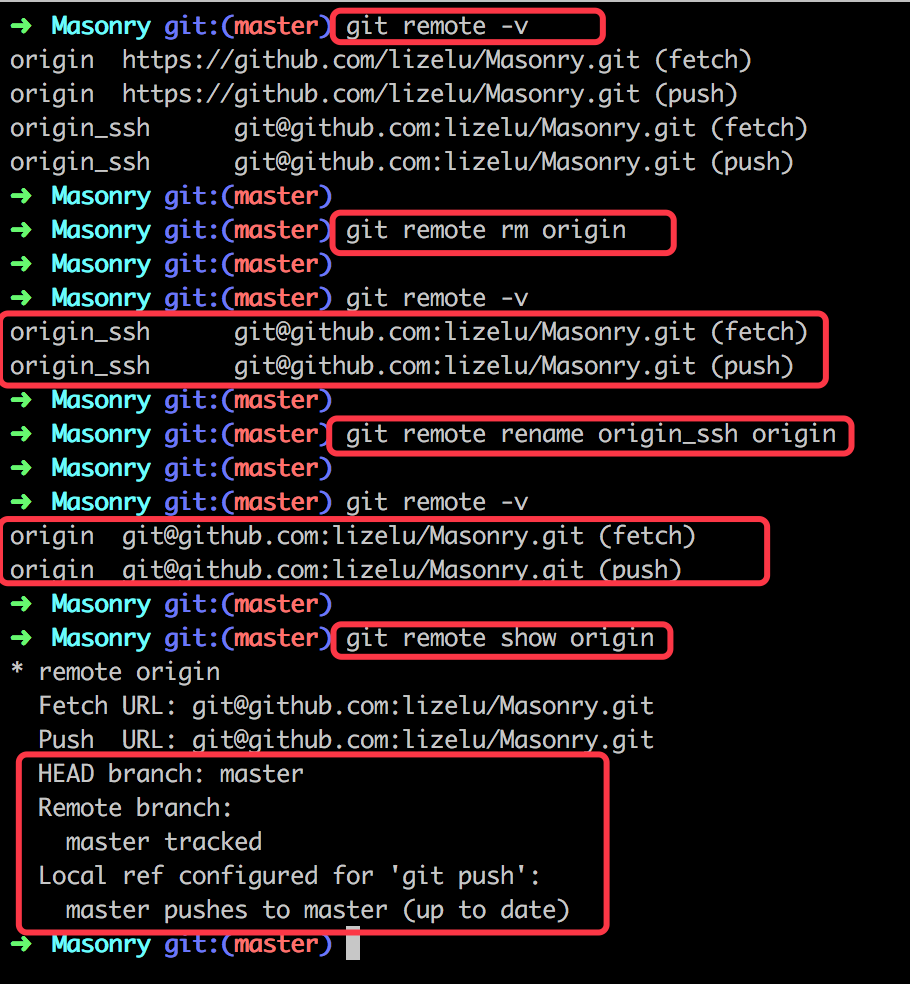 ➜ Masonry git:(master) git remote -v
origin https://github.com/lizelu/Masonry.git (fetch)
origin https://github.com/lizelu/Masonry.git (push)
origin_ssh git@github.com:lizelu/Masonry.git (fetch)
origin_ssh git@github.com:lizelu/Masonry.git (push)
➜ Masonry git:(master)
➜ Masonry git:(master) git remote rm origin
➜ Masonry git:(master)
➜ Masonry git:(master) git remote -v
origin_ssh git@github.com:lizelu/Masonry.git (fetch)
origin_ssh git@github.com:lizelu/Masonry.git (push)
➜ Masonry git:(master)
➜ Masonry git:(master) git remote rename origin_ssh origin
➜ Masonry git:(master)
➜ Masonry git:(master) git remote -v
origin git@github.com:lizelu/Masonry.git (fetch)
origin git@github.com:lizelu/Masonry.git (push)
➜ Masonry git:(master)
➜ Masonry git:(master) git remote show origin
* remote origin
Fetch URL: git@github.com:lizelu/Masonry.git
Push URL: git@github.com:lizelu/Masonry.git
HEAD branch: master
Remote branch:
master tracked
Local ref configured for 'git push':
master pushes to master (up to date)
➜ Masonry git:(master)